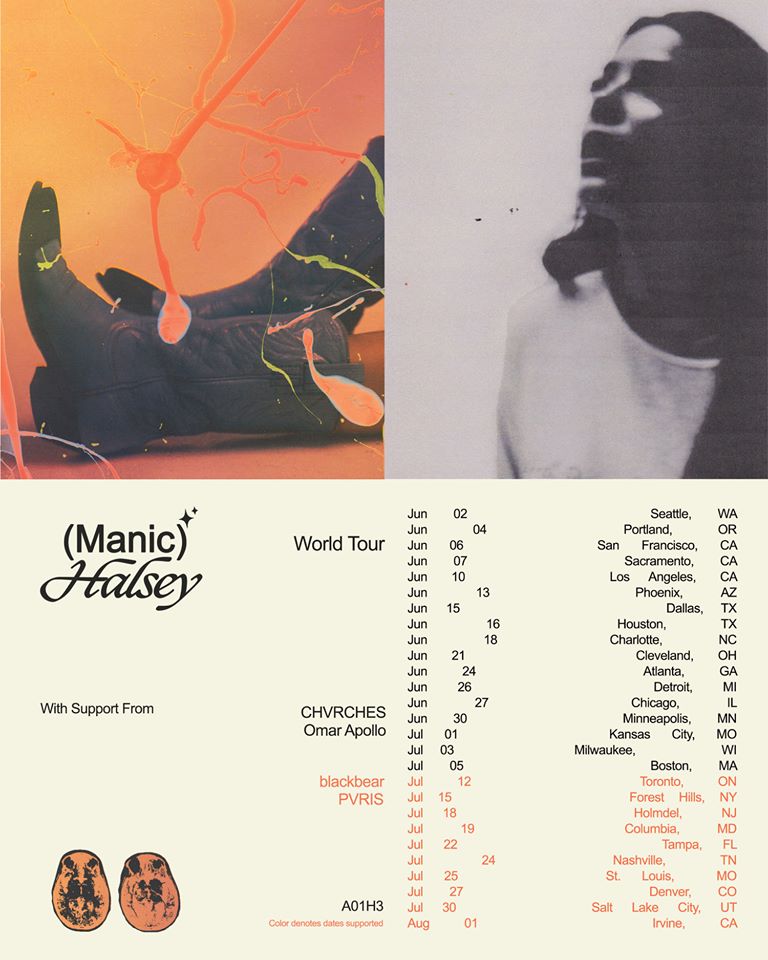 (Manic)
Halsey
World Tour
With Support From
CHVRCHES
Omar Apollo
blackbear
PVRIS
A01H3
Color denotes dates supported
Jun 02 Seattle, WA
Jun 04 Portland, OR
Jun 06 San Francisco, CA
Jun 07 Sacramento, CA
Jun 10 Los Angeles, CA
Jun 13 Phoenix, AZ
Jun 15 Dallas, TX
Jun 16 Houston, TX
Jun 18 Charlotte, NC
Jun 21 Cleveland, OH
Jun 24 Atlanta, GA
Jun 26 Detroit, MI
Jun 27 Chicago, IL
Jun 30 Minneapolis, MN
Jul 01 Kansas City, MO
Jul 03 Milwaukee, WI
Jul 05 Boston, MA
Jul 12 Toronto, ON
Jul 15 Forest Hills, NY
Jul 18 Holmdel, NJ
Jul 19 Columbia, MD
Jul 22 Tampa, FL
Jul 24 Nashville, TN
Jul 25 St. Louis, MO
Jul 27 Denver, CO
Jul 30 Salt Lake City, UT
Aug 01 Irvine, CA